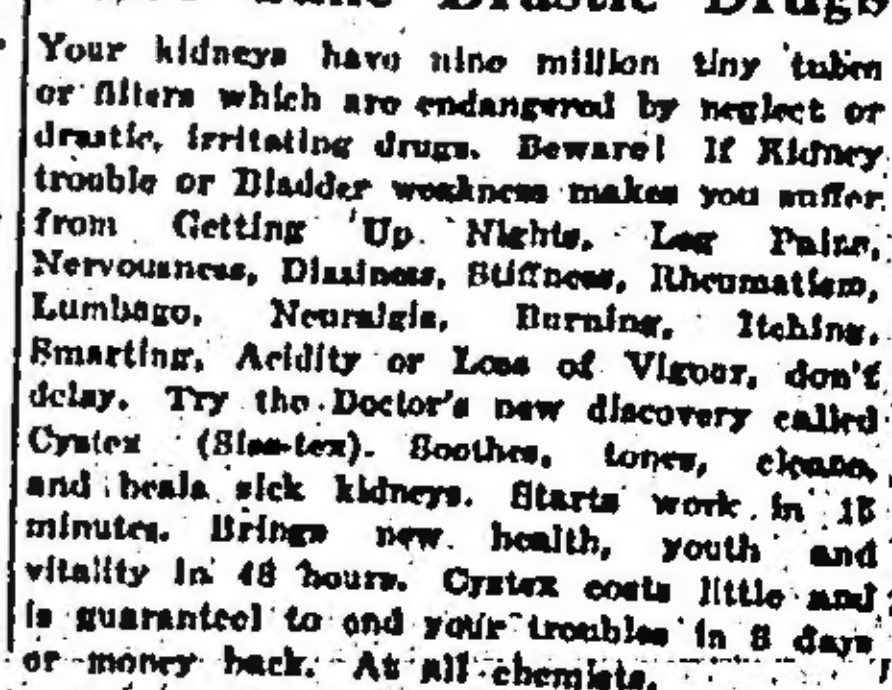 Drastic Drugs
Your kidneys have nine million tiny tubes
or filters which are endangered by neglect or
drastic, irritating drugs. Beware! If Kidney
trouble or Bladder weakness makes you suffer
from Getting Up Nights, Leg Pains,
Nervousness, Dizziness, Stiffness, Rheumatism,
Lumbago, Neuralgia, Burning, Itching,
Smarting, Acidity or Loss of Vigour, don't
delay. Try the Doctor's new discovery called
Cystex (Siss-tex). Soothes, tones, cleans,
and heals sick kidneys. Starts work in 15
minutes. Brings new health, youth and
vitality in 48 hours. Cystex costs little and
is guaranteed to end your troubles in 8 days
or money back. At all chemists.